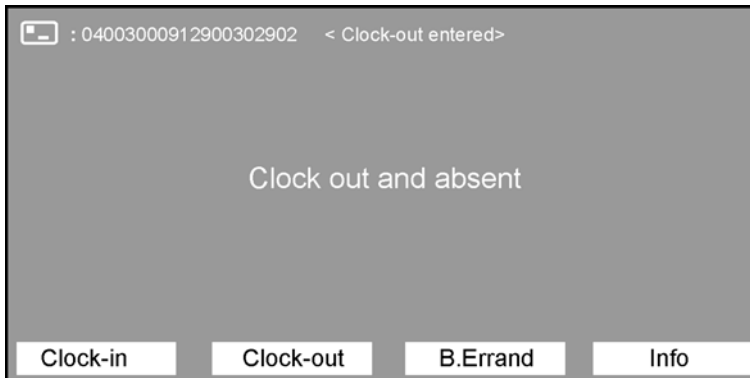 : 04003000912900302902 < Clock-out entered>
Clock out and absent
Clock-in Clock-out B.Errand Info